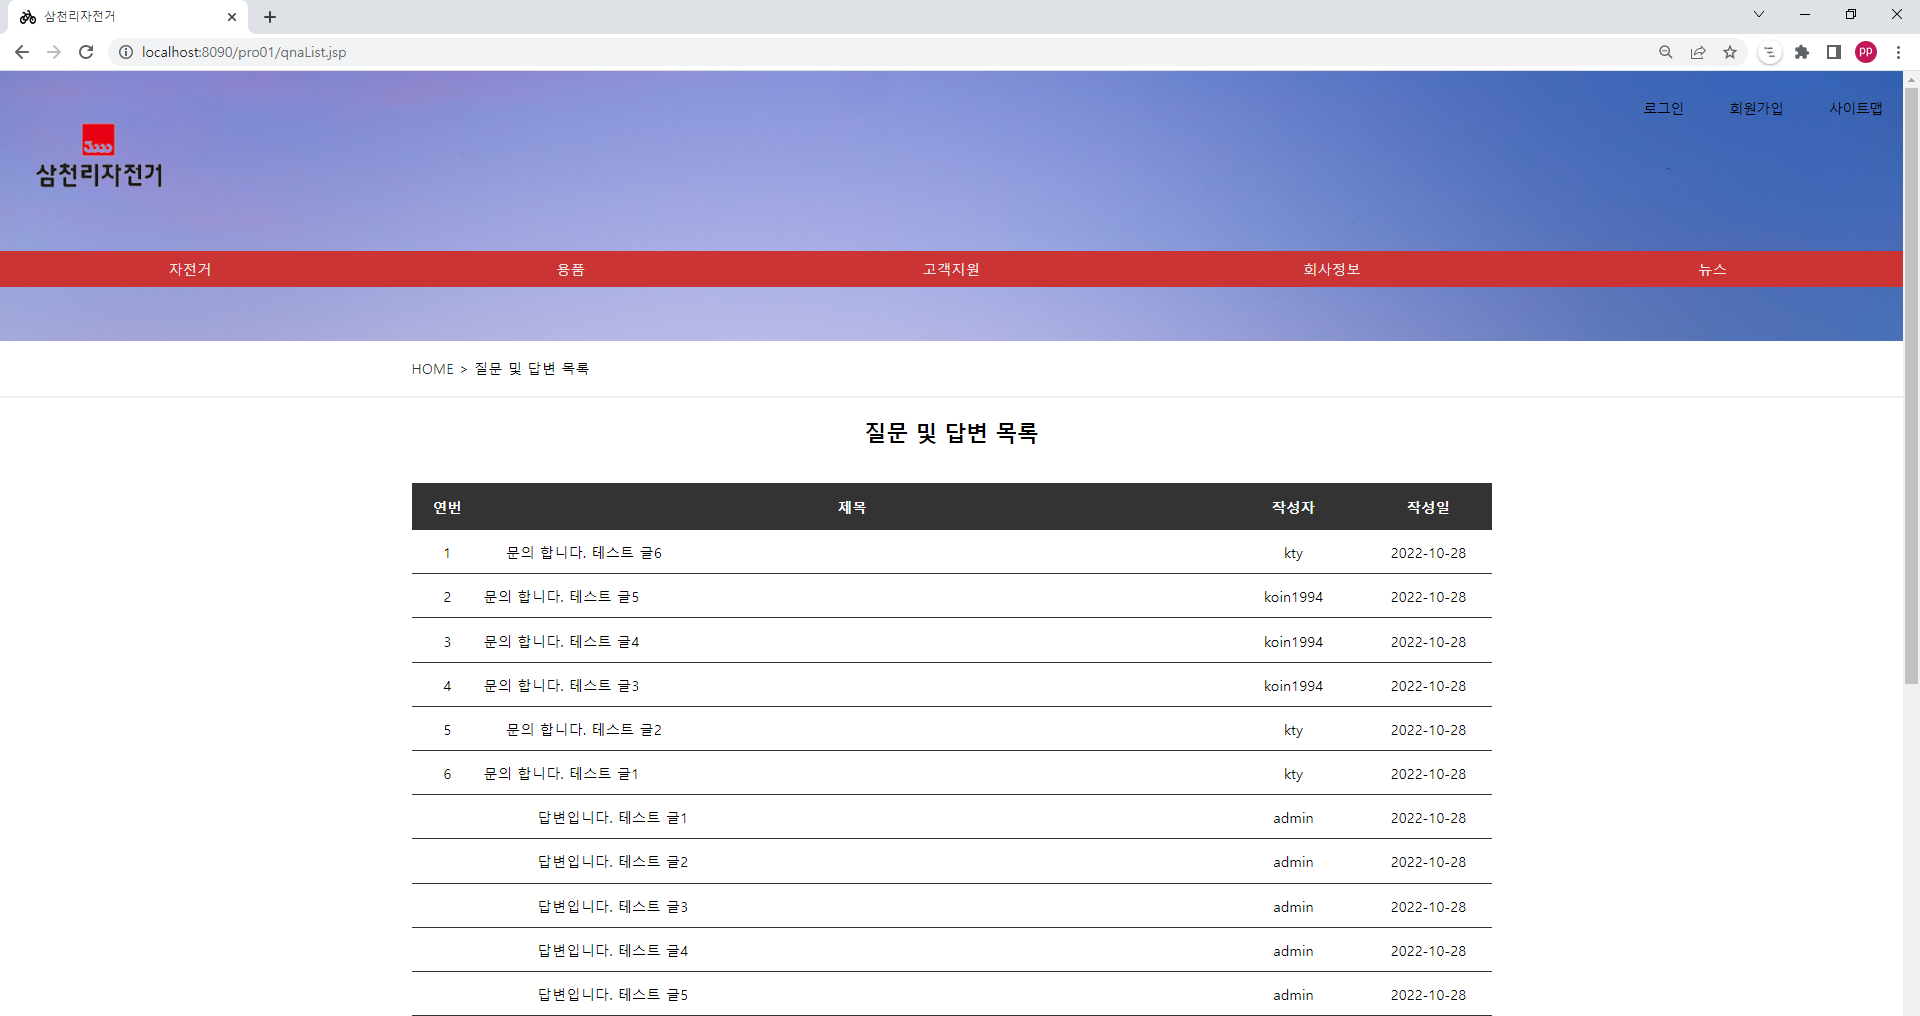 삼천리자전거
localhost:8090/pro01/qnaList.jsp
pp
로그인 회원가입 사이트맵
3000
삼천리자전거
자전거 용품 고객지원 회사정보 뉴스
HOME > 질문 및 답변 목록
질문 및 답변 목록
연번 제목 작성자 작성일
1 문의 합니다. 테스트 글6 kty 2022-10-28
2 문의 합니다. 테스트 글5 koin1994 2022-10-28
3 문의 합니다. 테스트 글4 koin1994 2022-10-28
4 문의 합니다. 테스트 글3 koin1994 2022-10-28
5 문의 합니다. 테스트 글2 kty 2022-10-28
6 문의 합니다. 테스트 글1 kty 2022-10-28
답변입니다. 테스트 글1 admin 2022-10-28
답변입니다. 테스트 글2 admin 2022-10-28
답변입니다. 테스트 글3 admin 2022-10-28
답변입니다. 테스트 글4 admin 2022-10-28
답변입니다. 테스트 글5 admin 2022-10-28